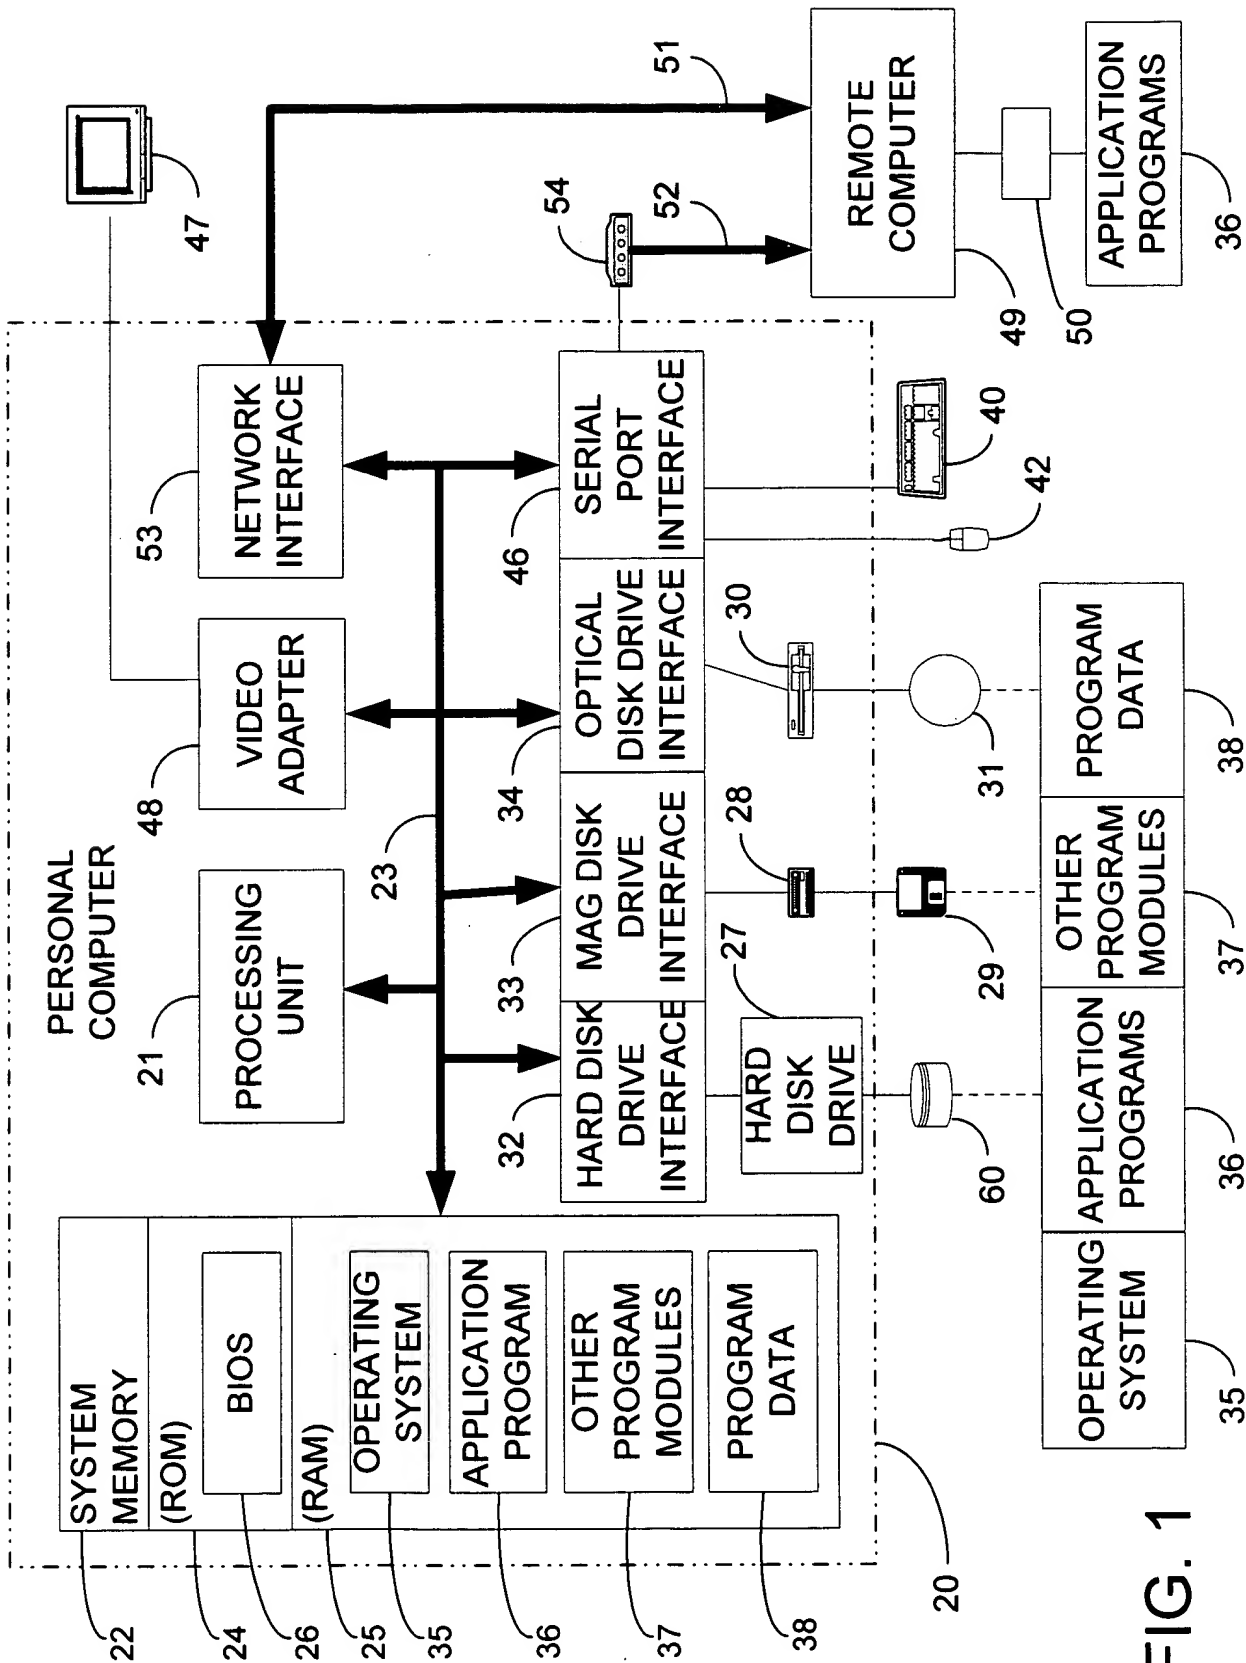 PERSONAL
COMPUTER
SYSTEM
MEMORY
(ROM)
BIOS
(RAM)
OPERATING
SYSTEM
APPLICATION
PROGRAM
OTHER
PROGRAM
MODULES
PROGRAM
DATA
22
24
26
25
35
36
37
38
20
21
PROCESSING
UNIT
48
VIDEO
ADAPTER
53
NETWORK
INTERFACE
47
23
32
HARD DISK
DRIVE
INTERFACE
33
MAG DISK
DRIVE
INTERFACE
34
OPTICAL
DISK DRIVE
INTERFACE
46
SERIAL
PORT
INTERFACE
54
52
51
27
HARD
DISK
DRIVE
28
30
60
29
31
42
40
REMOTE
COMPUTER
49
50
APPLICATION
PROGRAMS
36
OPERATING
SYSTEM
35
APPLICATION
PROGRAMS
36
OTHER
PROGRAM
MODULES
37
PROGRAM
DATA
38
FIG. 1